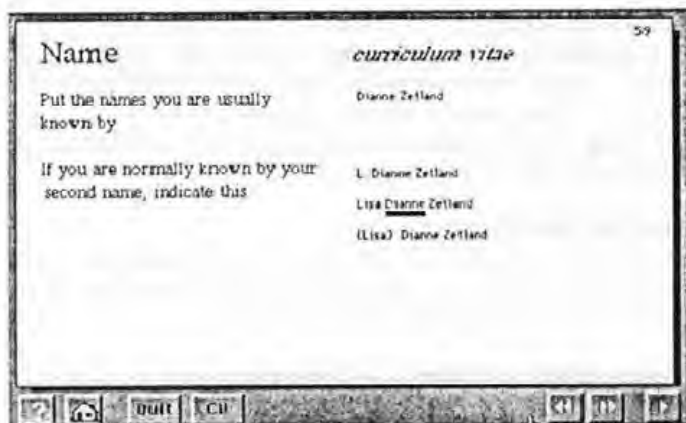 59
Name
curriculum vitae
Put the names you are usually
known by
Dianne Zetland
If you are normally known by your
second name, indicate this
L. Dianne Zetland
Lisa Dianne Zetland
(Lisa) Dianne Zetland
Quit
CV